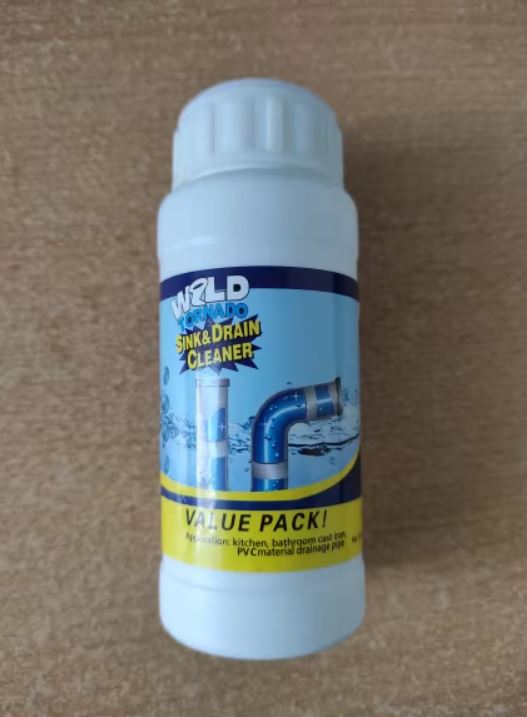 WILD
TORNADO
SINK & DRAIN
CLEANER
VALUE PACK!
Application: kitchen, bathroom cast iron,
PVC material drainage pipe